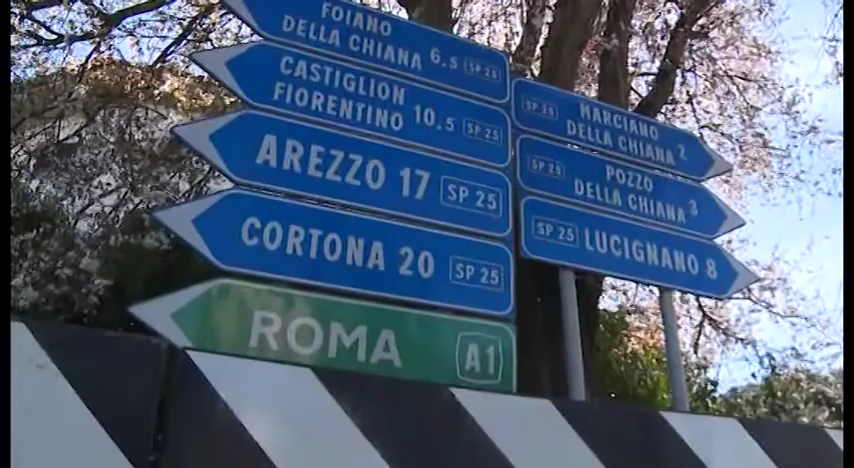 FOIANO
DELLA CHIANA 6.5 SP 25
CASTIGLION
FIORENTINO 10.5 SP 25
AREZZO 17 SP 25
CORTONA 20 SP 25
ROMA A1
SP 25 MARCIANO
DELLA CHIANA 2
SP 25 POZZO
DELLA CHIANA 3
SP 25 LUCIGNANO 8